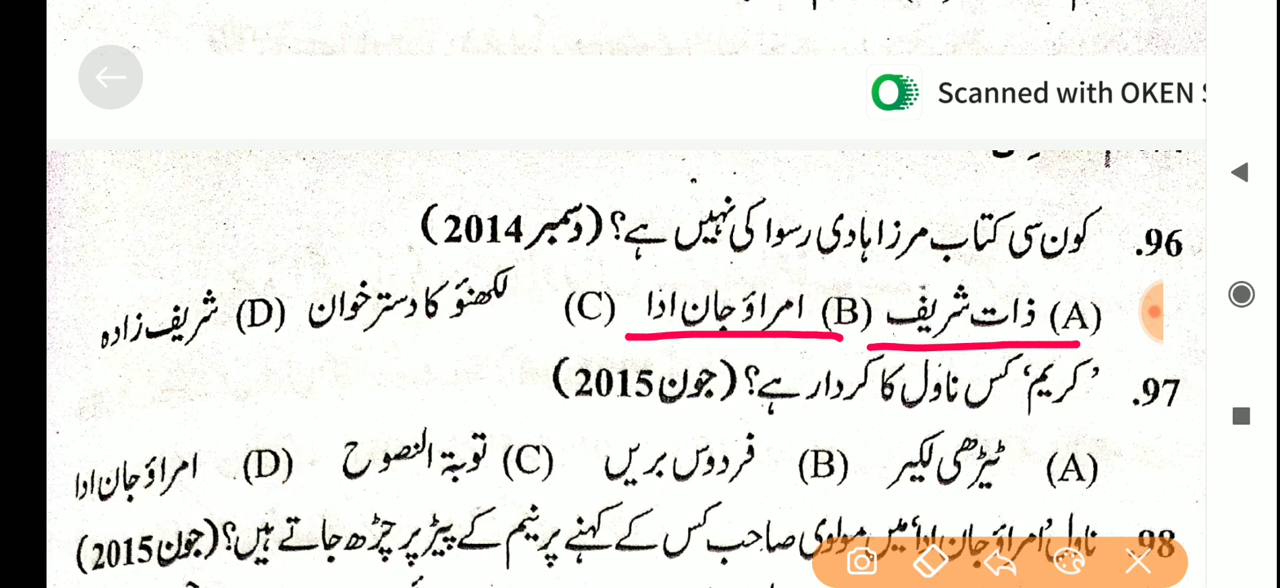 Scanned with OKEN
96. کون سی کتاب مرزا ہادی رسوا کی نہیں ہے؟ (دسمبر 2014)
(A) ذات شریف (B) امراؤ جان ادا (C) لکھنؤ کا دسترخوان (D) شریف زادہ
97. ’کریم‘ کس ناول کا کردار ہے؟ (جون 2015)
(A) ٹیڑھی لکیر (B) فردوس بریں (C) توبۃ النصوح (D) امراؤ جان ادا
98. ناول ’امراؤ جان ادا‘ میں مولوی صاحب کس کے کہنے پر نیم کے پیڑ پر چڑھ جاتے ہیں؟ (جون 2015)